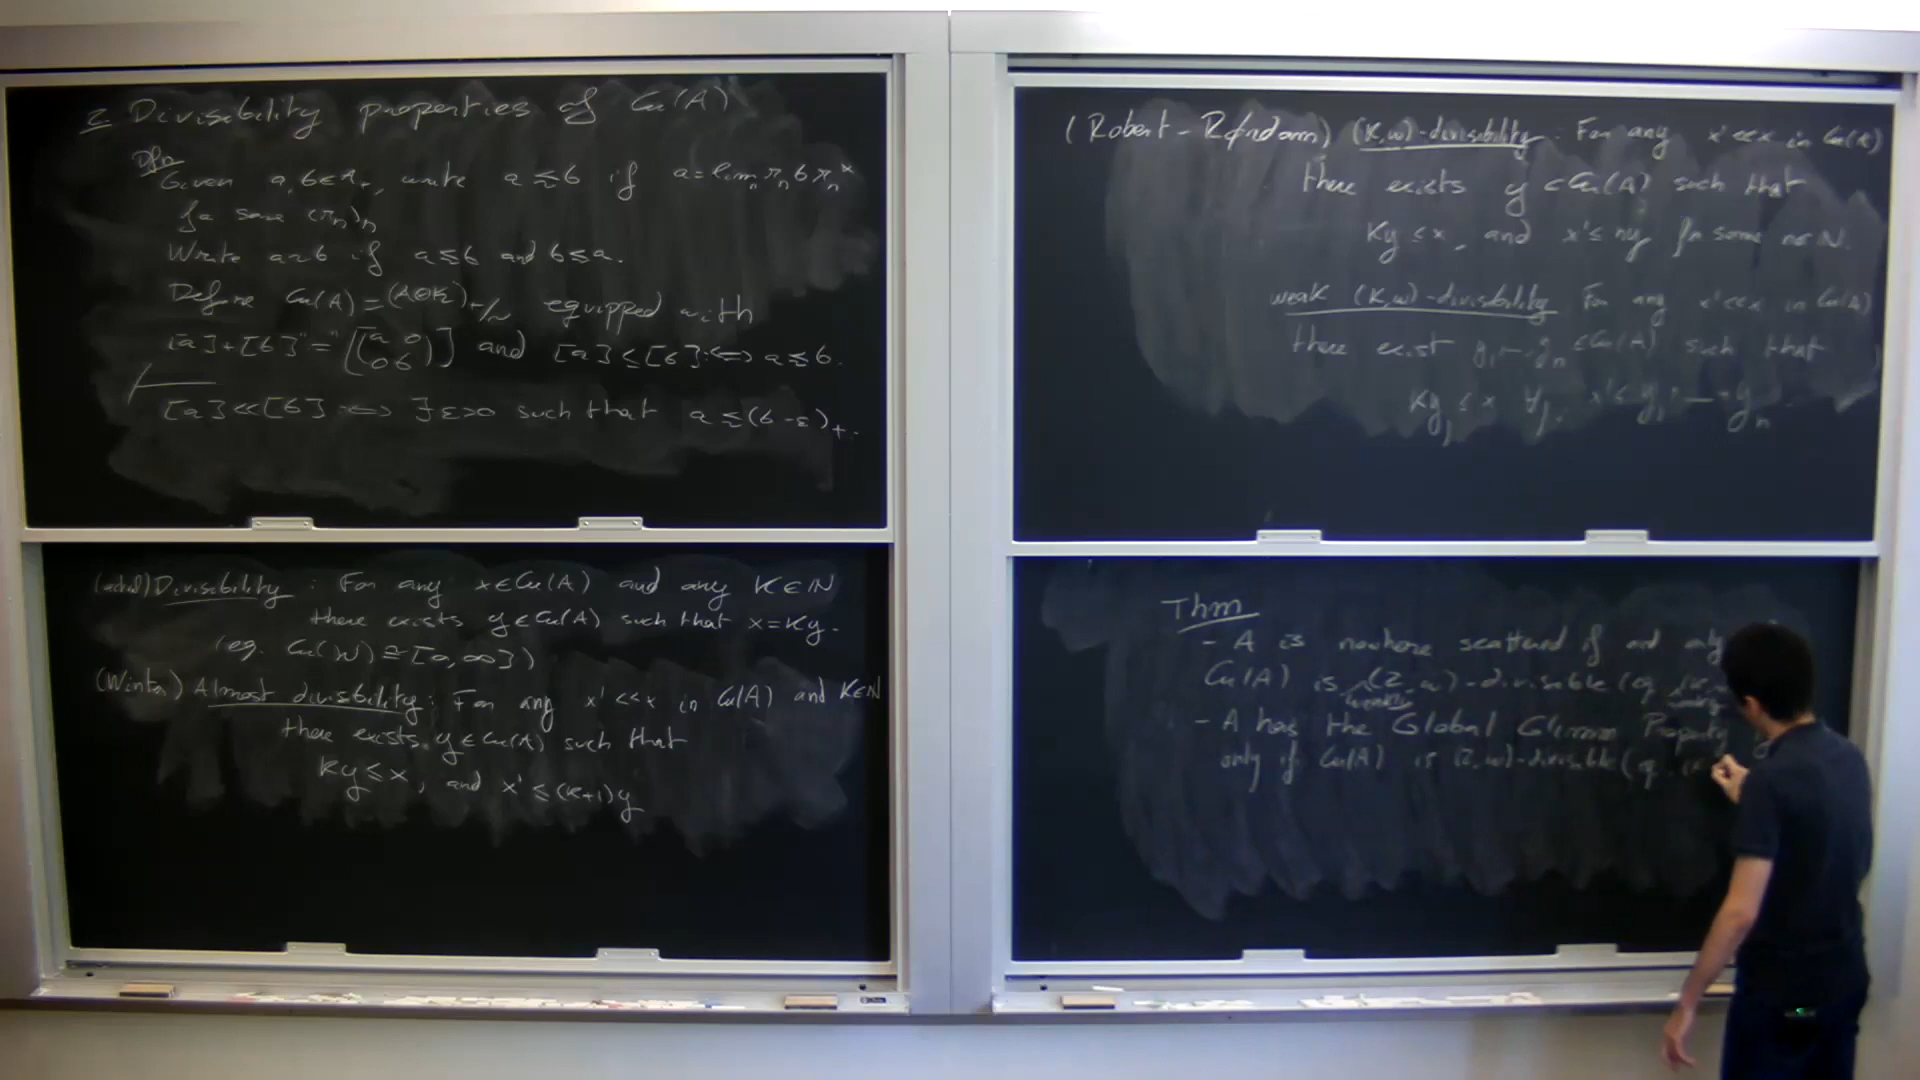 2. Divisibility properties of Cu(A)
Dfn
Given a, b ∈ A₊, write a ≲ b if a = lim_n r_n b r_n*
for some (r_n)_n
Write a ~ b if a ≲ b and b ≲ a.
Define Cu(A) = (A⊗K)₊/~ equipped with
[a]+[b] "=" [(a 0
0 b)] and [a] ≤ [b] :⟺ a ≲ b.
[a] << [b] ⟺ ∃ ε>0 such that a ≲ (b-ε)₊.
Divisibility : For any x ∈ Cu(A) and any K ∈ ℕ
there exists y ∈ Cu(A) such that x = Ky.
(eg. Cu(W) ≅ [0,∞])
(Winter) Almost divisibility : For any x' << x in Cu(A) and K∈ℕ
there exists y ∈ Cu(A) such that
Ky ≤ x, and x' ≤ (K+1)y
(Robert - Rørdam) (K,ω)-divisibility : For any x' << x in Cu(A)
there exists y ∈ Cu(A) such that
Ky ≤ x, and x' ≤ ny for some n ∈ ℕ.
weak (K,ω)-divisibility For any x' << x in Cu(A)
there exist y₁, ..., y_n ∈ Cu(A) such that
Ky_j ≤ x ∀j, x' ≤ y₁ + ... + y_n
Thm
- A is nowhere scattered if and only
Cu(A) is weakly (2,ω)-divisible (eq. (K,
- A has the Global Glimm Property
only if Cu(A) is (2,ω)-divisible (eq. (K